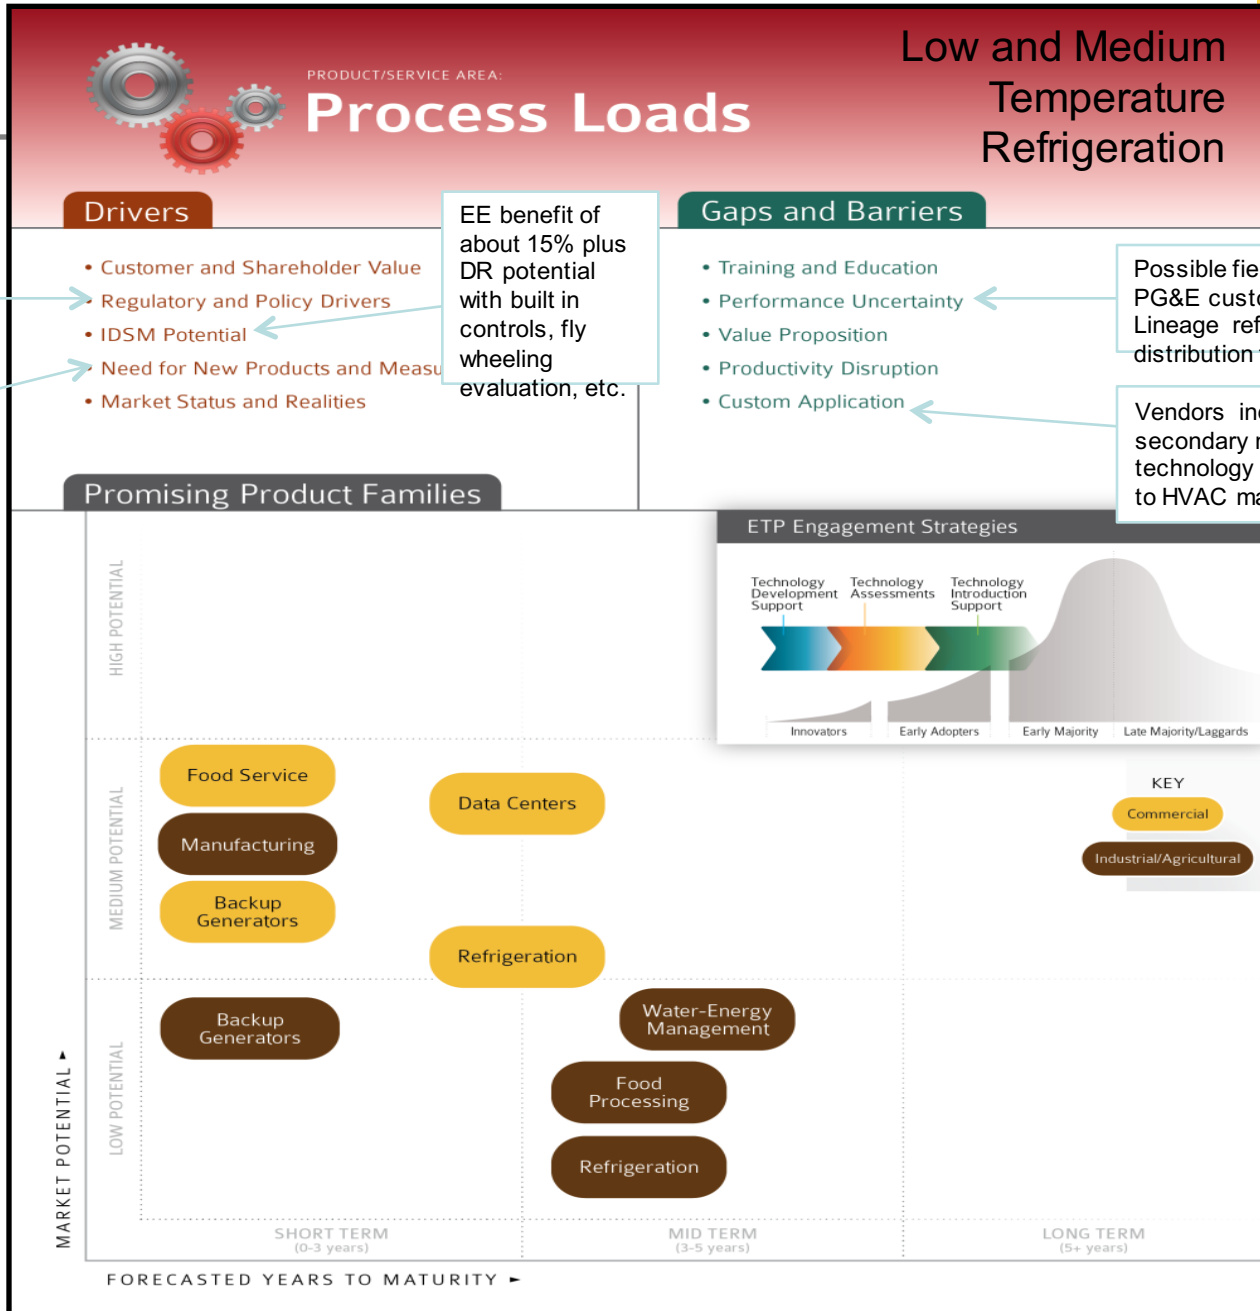 Low and Medium
Temperature
Refrigeration
PRODUCT/SERVICE AREA:
Process Loads
Drivers
• Customer and Shareholder Value
• Regulatory and Policy Drivers
• IDSM Potential
• Need for New Products and
• Market Status and Realities
EE benefit of
about 15% plus
DR potential
with built in
controls, fly
wheeling
evaluation, etc.
Gaps and Barriers
• Training and Education
• Performance Uncertainty
• Value Proposition
• Productivity Disruption
• Custom Application
Possible
PG&E
Lineage
distribution
Vendors
secondary
technology
to HVAC
Promising Product Families
ETP Engagement Strategies
Technology
Development
Support
Technology
Assessments
Technology
Introduction
Support
Innovators
Early Adopters
Early Majority
Late Majority/Laggards
KEY
Commercial
Industrial/Agricultural
HIGH POTENTIAL
MEDIUM POTENTIAL
LOW POTENTIAL
MARKET POTENTIAL ►
Food Service
Manufacturing
Backup
Generators
Data Centers
Refrigeration
Backup
Generators
Water-Energy
Management
Food
Processing
Refrigeration
SHORT TERM
(0-3 years)
MID TERM
(3-5 years)
LONG TERM
(5+ years)
FORECASTED YEARS TO MATURITY ►